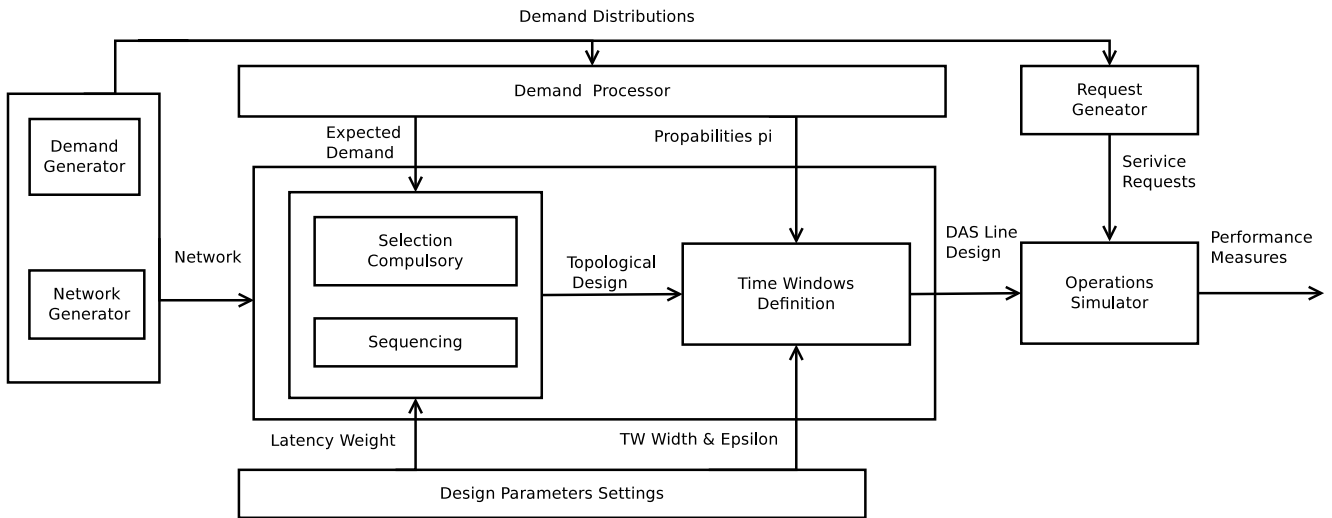 Demand Distributions
Demand Processor
Request
Geneator
Demand
Generator
Expected
Demand
Propabilities pi
Serivice
Requests
Network
Selection
Compulsory
Topological
Design
Time Windows
Definition
DAS Line
Design
Operations
Simulator
Performance
Measures
Network
Generator
Sequencing
Latency Weight
TW Width & Epsilon
Design Parameters Settings